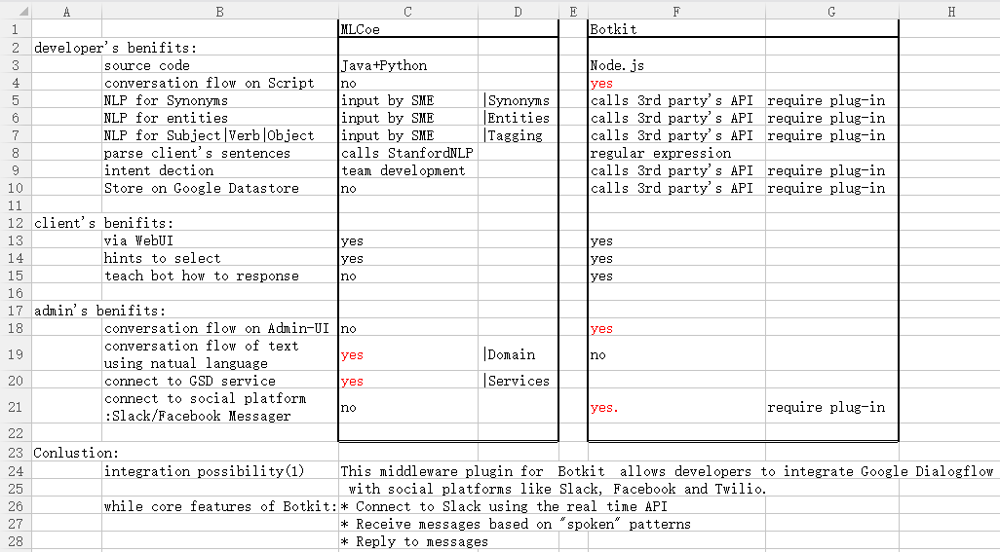 A B C D E F G H
1 MLCoe Botkit
2 developer's benifits:
3 source code Java+Python Node.js
4 conversation flow on Script no yes
5 NLP for Synonyms input by SME |Synonyms calls 3rd party's API require plug-in
6 NLP for entities input by SME |Entities calls 3rd party's API require plug-in
7 NLP for Subject|Verb|Object input by SME |Tagging calls 3rd party's API require plug-in
8 parse client's sentences calls StanfordNLP regular expression
9 intent dection team development calls 3rd party's API require plug-in
10 Store on Google Datastore no calls 3rd party's API require plug-in
11
12 client's benifits:
13 via WebUI yes yes
14 hints to select yes yes
15 teach bot how to response no yes
16
17 admin's benifits:
18 conversation flow on Admin-UI no yes
conversation flow of text
19 using natual language yes |Domain no
20 connect to GSD service yes |Services
connect to social platform
21 :Slack/Facebook Messager no yes. require plug-in
22
23 Conlustion:
24 integration possibility(1) This middleware plugin for Botkit allows developers to integrate Google Dialogflow
25 with social platforms like Slack, Facebook and Twilio.
26 while core features of Botkit: * Connect to Slack using the real time API
27 * Receive messages based on "spoken" patterns
28 * Reply to messages